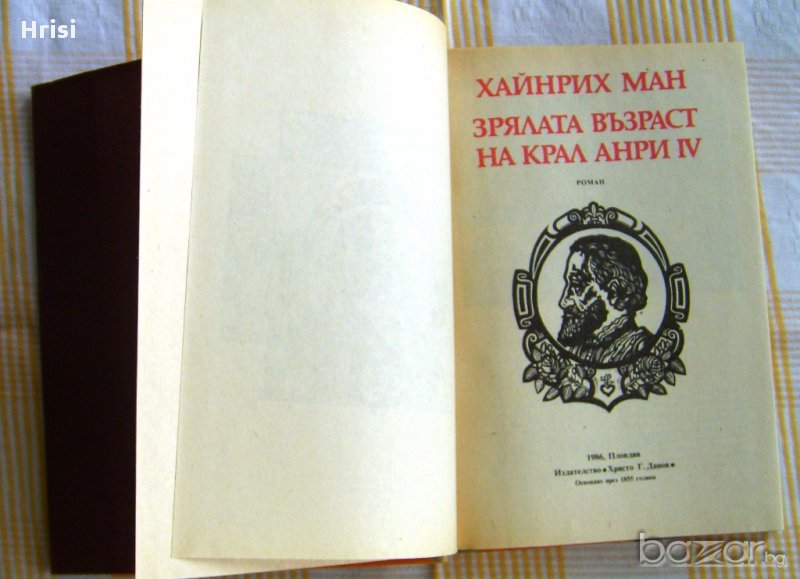 Hrisi
ХАЙНРИХ МАН
ЗРЯЛАТА ВЪЗРАСТ
НА КРАЛ АНРИ IV
РОМАН
1986, Пловдив
Издателство • Христо Г. Данов •
Основано през 1855 година
bazar.bg